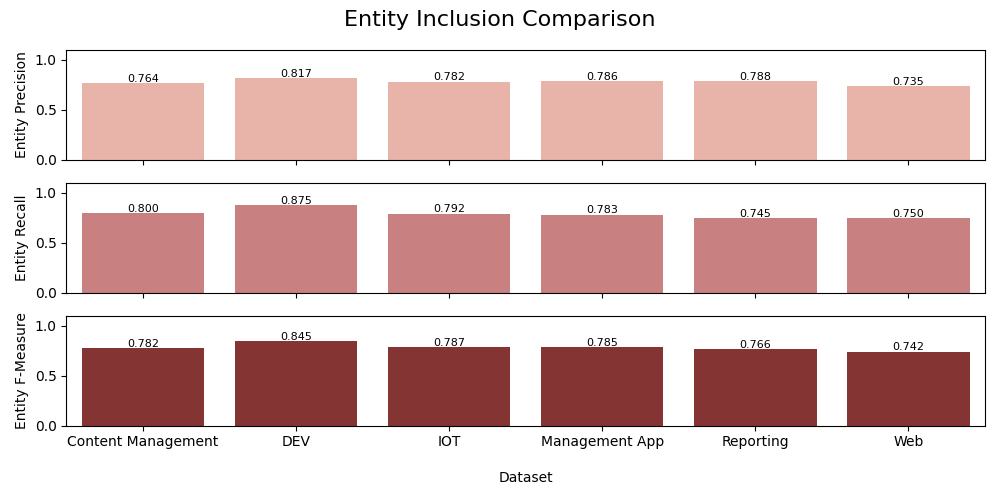 Entity Inclusion Comparison
Entity Precision
1.0
0.5
0.0
0.764
0.817
0.782
0.786
0.788
0.735
Entity Recall
1.0
0.5
0.0
0.800
0.875
0.792
0.783
0.745
0.750
Entity F-Measure
1.0
0.5
0.0
0.782
0.845
0.787
0.785
0.766
0.742
Content Management
DEV
IOT
Management App
Reporting
Web
Dataset